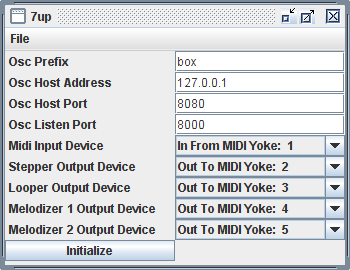 7up
File
Osc Prefix box
Osc Host Address 127.0.0.1
Osc Host Port 8080
Osc Listen Port 8000
Midi Input Device In From MIDI Yoke: 1
Stepper Output Device Out To MIDI Yoke: 2
Looper Output Device Out To MIDI Yoke: 3
Melodizer 1 Output Device Out To MIDI Yoke: 4
Melodizer 2 Output Device Out To MIDI Yoke: 5
Initialize